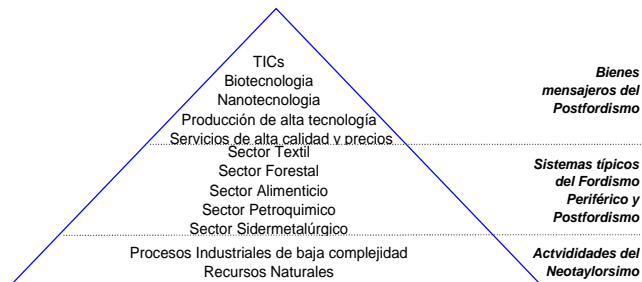 TICs
Biotecnologia
Nanotecnologia
Producción de alta tecnología
Servicios de alta calidad y precios
Sector Textil
Sector Forestal
Sector Alimenticio
Sector Petroquimico
Sector Sidermetalúrgico
Procesos Industriales de baja complejidad
Recursos Naturales
Bienes
mensajeros del
Postfordismo
Sistemas típicos
del Fordismo
Periférico y
Postfordismo
Actvididades del
Neotaylorsimo